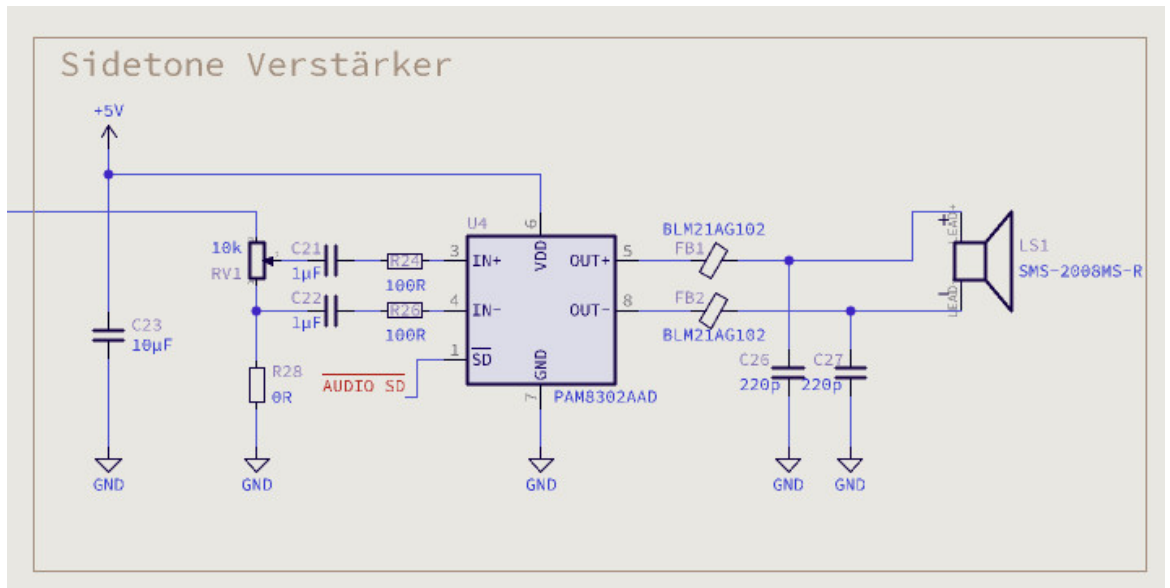 Sidetone Verstärker
+5V
10k
RV1
C21
1µF
C22
1µF
R24
100R
R26
100R
U4
3
IN+
4
IN-
1
SD
6
VDD
GND
7
OUT+
5
OUT-
8
PAM8302AAD
AUDIO SD
BLM21AG102
FB1
FB2
BLM21AG102
+
LEAD+
-
LEAD-
LS1
SMS-2008MS-R
C23
10µF
R28
0R
C26
220p
C27
220p
GND
GND
GND
GND
GND